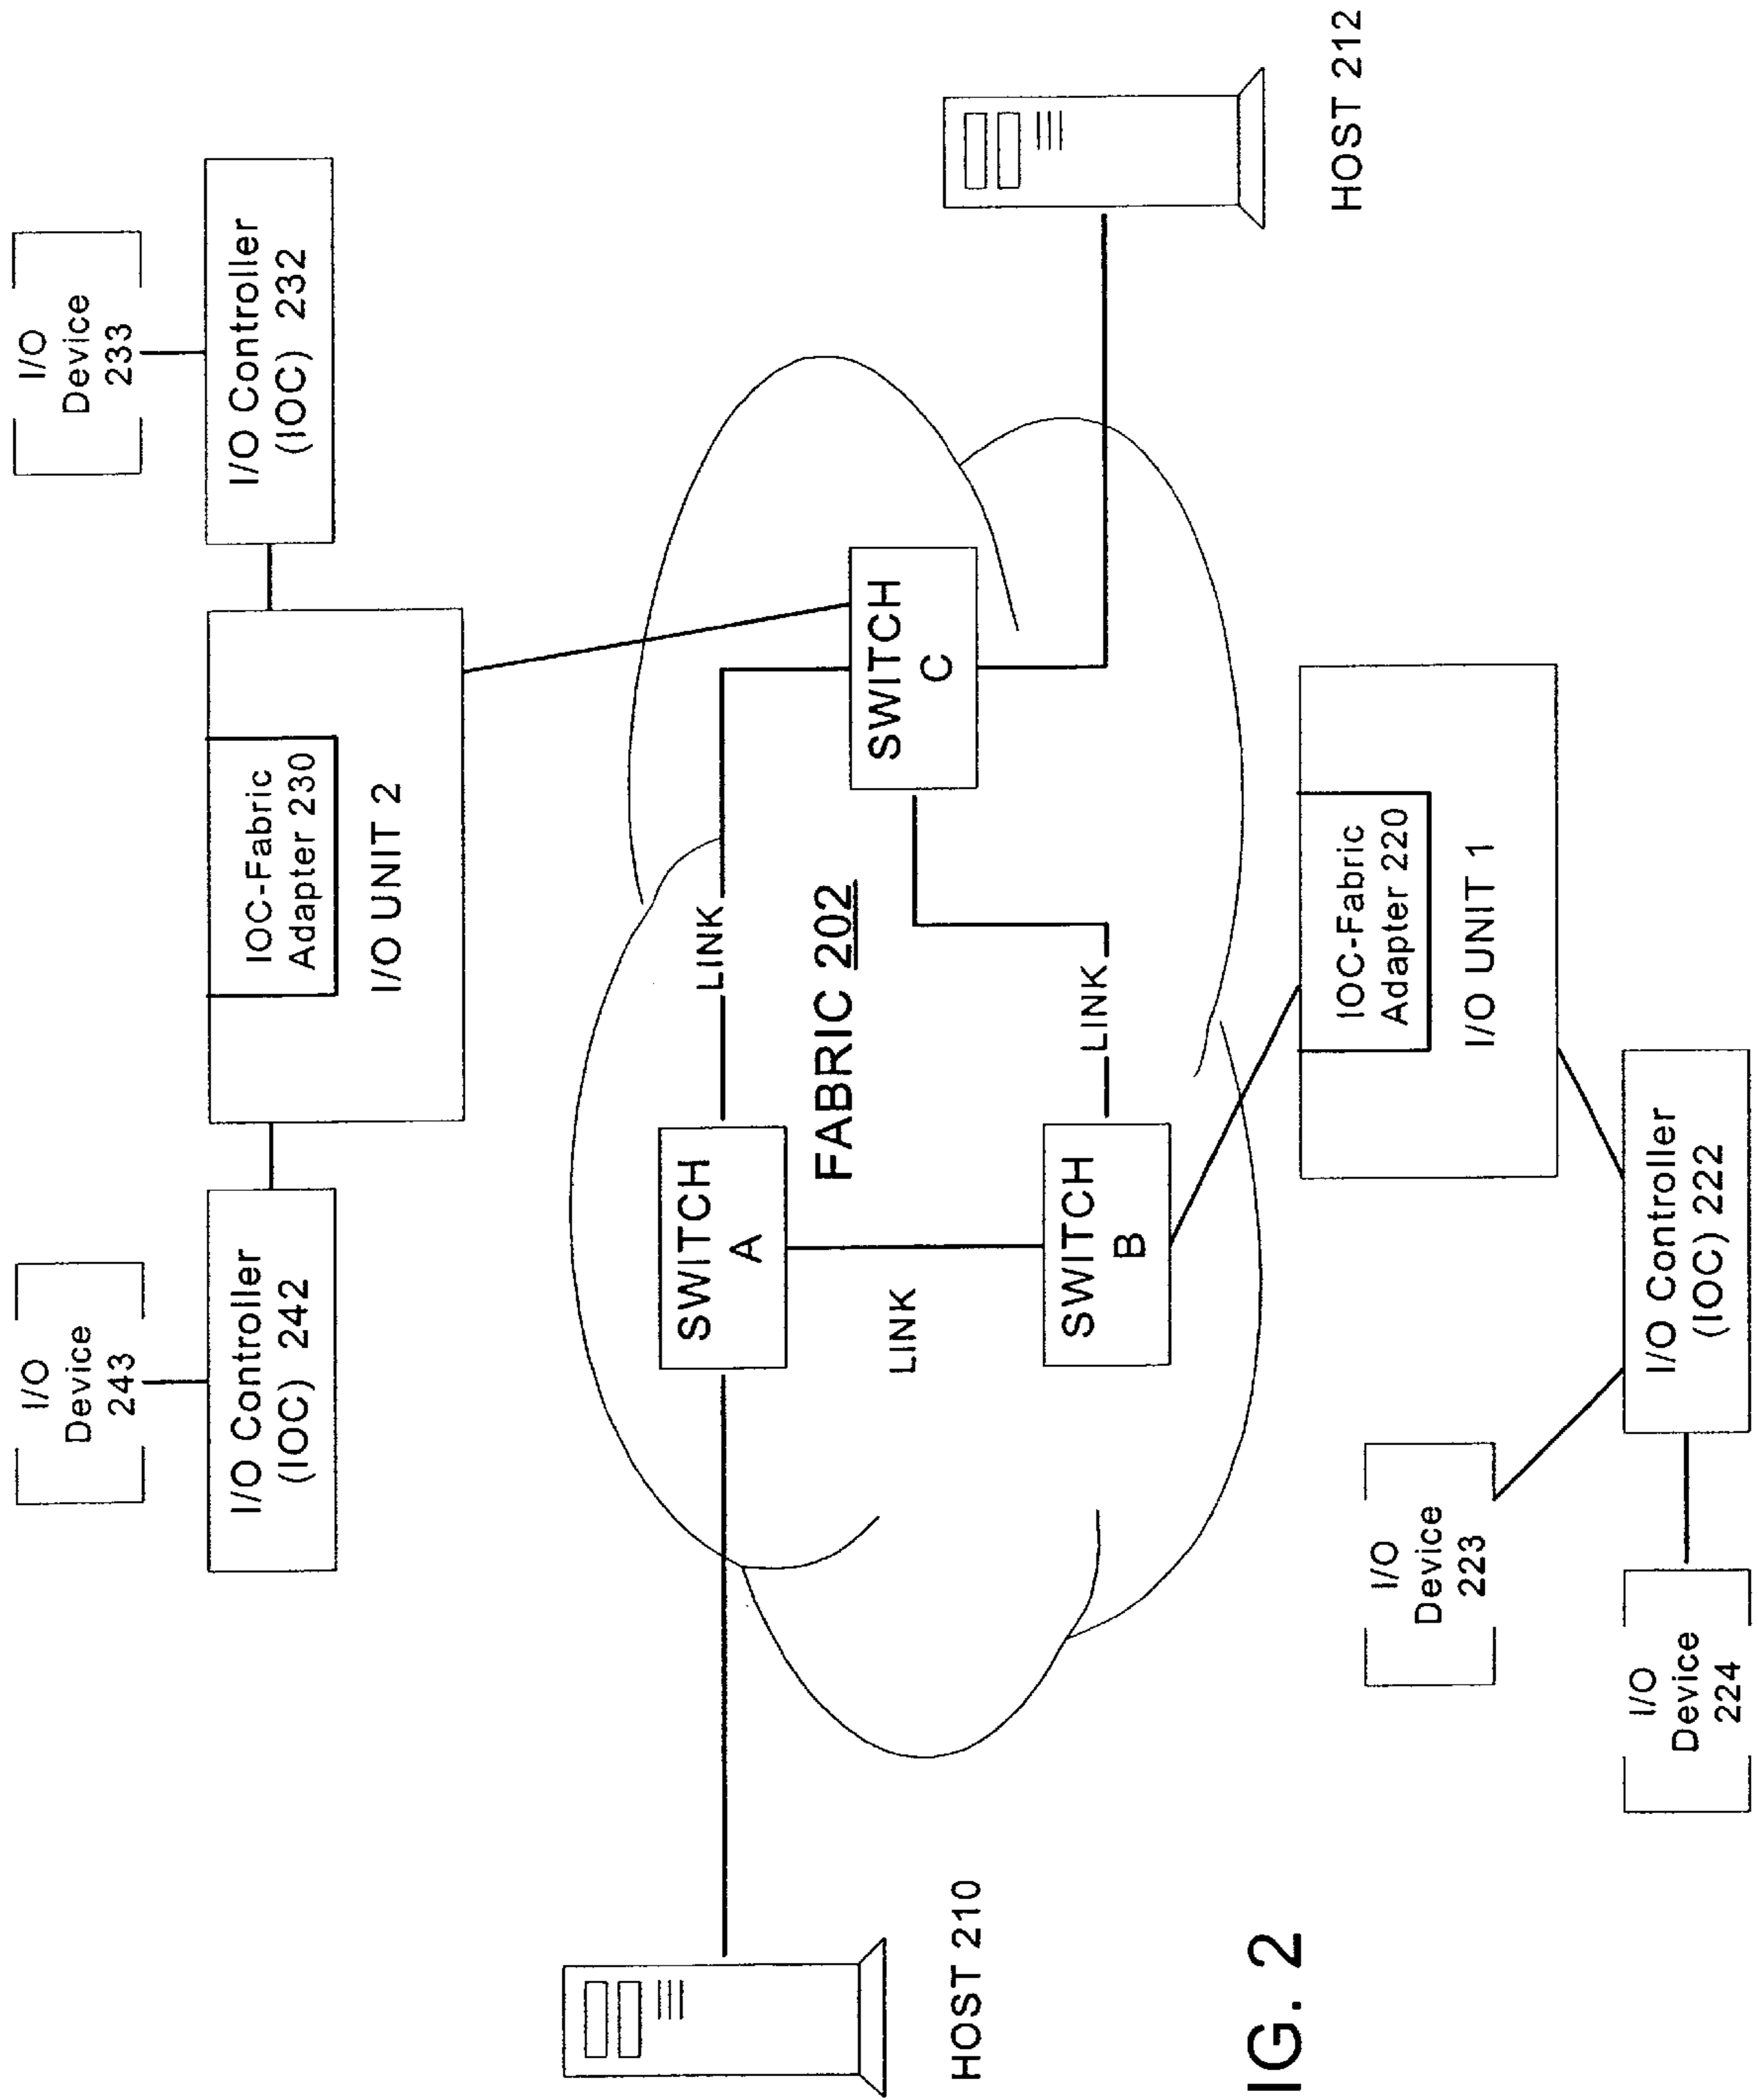 I/O
Device
243
I/O
Device
233
I/O Controller
(IOC) 242
IOC-Fabric
Adapter 230
I/O UNIT 2
I/O Controller
(IOC) 232
SWITCH
A
LINK
SWITCH
C
FABRIC 202
LINK
LINK
SWITCH
B
HOST 210
HOST 212
IOC-Fabric
Adapter 220
I/O UNIT 1
I/O
Device
223
I/O
Device
224
I/O Controller
(IOC) 222
IG. 2